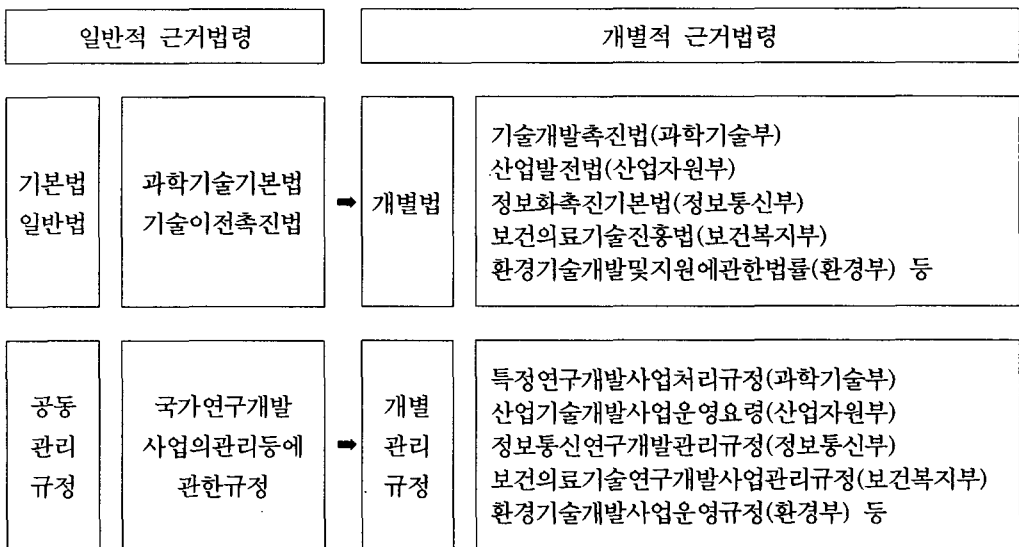 일반적 근거법령
개별적 근거법령
기본법
일반법
과학기술기본법
기술이전촉진법
➡
개별법
기술개발촉진법(과학기술부)
산업발전법(산업자원부)
정보화촉진기본법(정보통신부)
보건의료기술진흥법(보건복지부)
환경기술개발및지원에관한법률(환경부) 등
공동
관리
규정
국가연구개발
사업의관리등에
관한규정
➡
개별
관리
규정
특정연구개발사업처리규정(과학기술부)
산업기술개발사업운영요령(산업자원부)
정보통신연구개발관리규정(정보통신부)
보건의료기술연구개발사업관리규정(보건복지부)
환경기술개발사업운영규정(환경부) 등